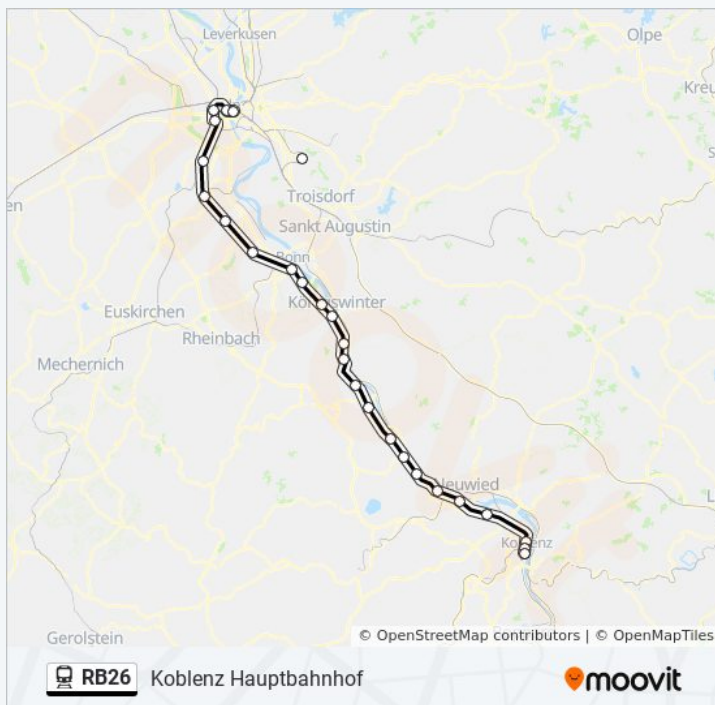 Leverkusen
Olpe
Kreu
Troisdorf
Sankt Augustin
Bonn
Königswinter
Euskirchen
Rheinbach
Mechernich
Neuwied
Koblenz
Gerolstein
© OpenStreetMap contributors | © OpenMapTiles
RB26 Koblenz Hauptbahnhof
moovit